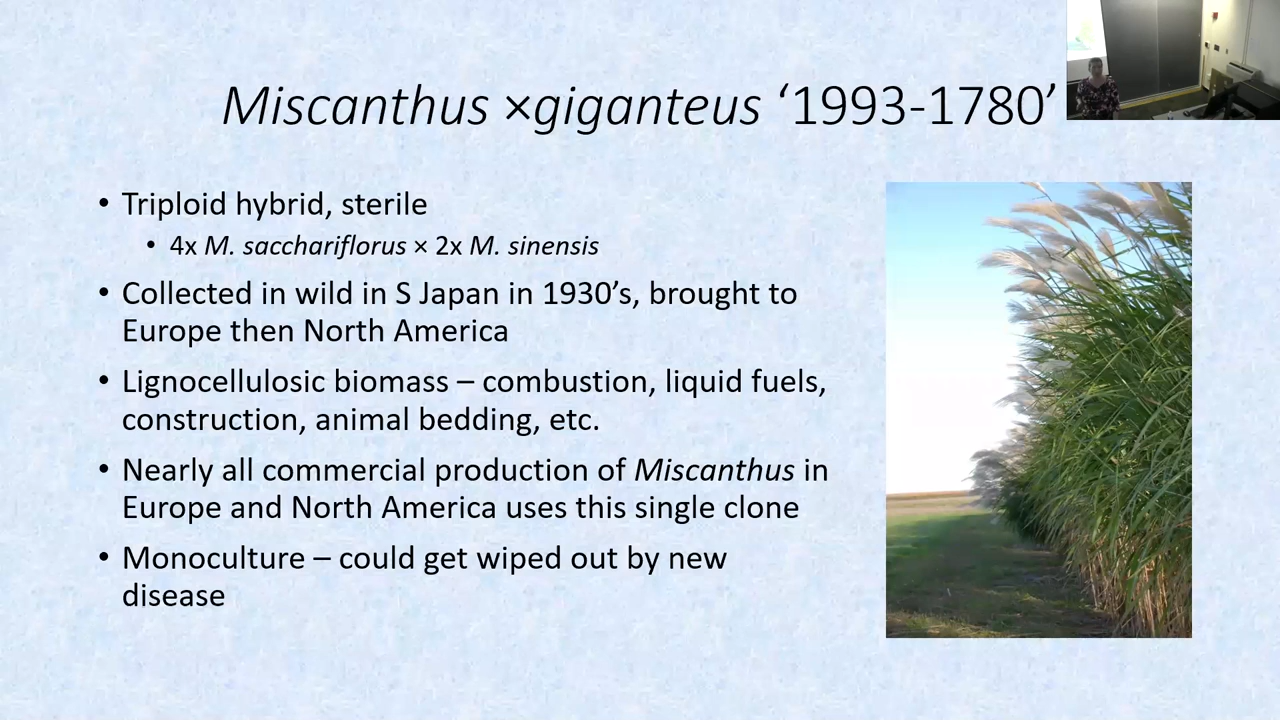 Miscanthus ×giganteus ‘1993-1780’
• Triploid hybrid, sterile
• 4x M. sacchariflorus × 2x M. sinensis
• Collected in wild in S Japan in 1930’s, brought to
Europe then North America
• Lignocellulosic biomass – combustion, liquid fuels,
construction, animal bedding, etc.
• Nearly all commercial production of Miscanthus in
Europe and North America uses this single clone
• Monoculture – could get wiped out by new
disease